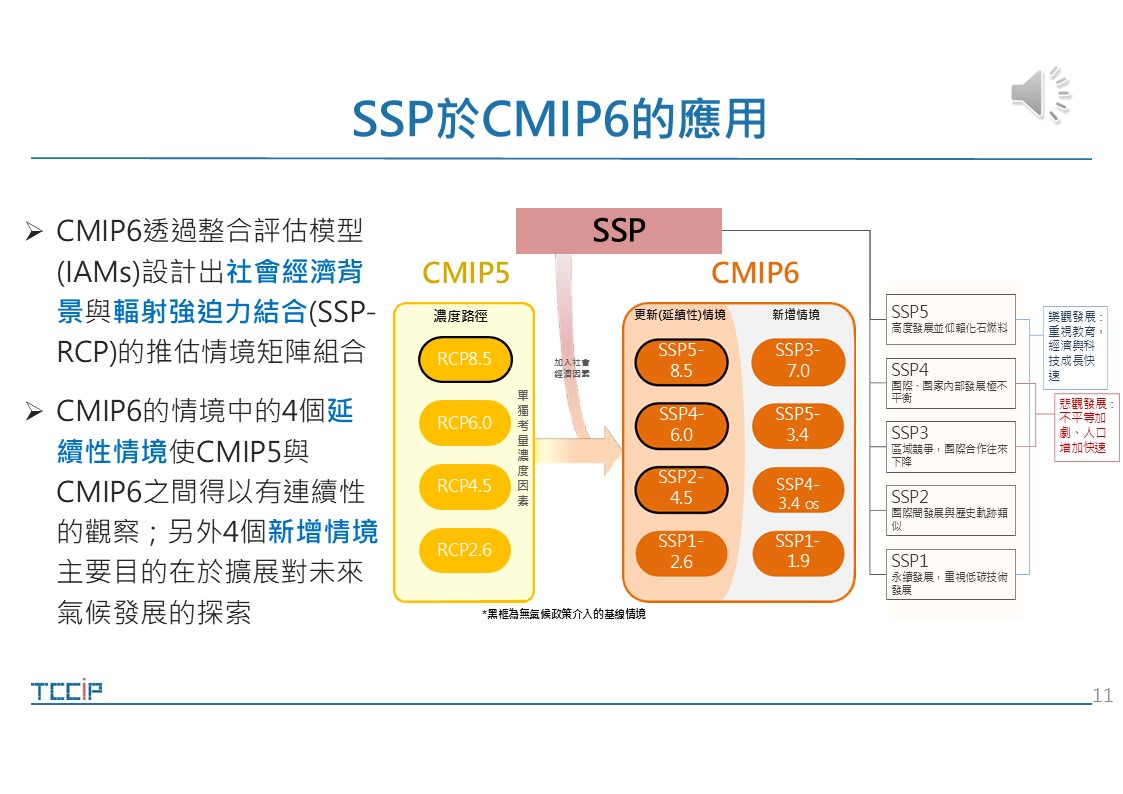 SSP於CMIP6的應用
CMIP6透過整合評估模型
(IAMs)設計出社會經濟背
景與輻射強迫力結合(SSP-
RCP)的推估情境矩陣組合
CMIP6的情境中的4個延
續性情境使CMIP5與
CMIP6之間得以有連續性
的觀察；另外4個新增情境
主要目的在於擴展對未來
氣候發展的探索
SSP
CMIP5
濃度路徑
RCP8.5
RCP6.0
RCP4.5
RCP2.6
單獨考量濃度因素
加入社會
經濟因素
CMIP6
更新(延續性)情境
SSP5-
8.5
SSP4-
6.0
SSP2-
4.5
SSP1-
2.6
新增情境
SSP3-
7.0
SSP5-
3.4
SSP4-
3.4 OS
SSP1-
1.9
*黑框為無氣候政策介入的基線情境
SSP5
高度發展並仰賴化石燃料
SSP4
國際、國家內部發展極不
平衡
SSP3
區域競爭，國際合作往來
下降
SSP2
國際間發展與歷史軌跡類
似
SSP1
永續發展，重視低碳技術
發展
樂觀發展：
重視教育，
經濟與科
技成長快
速
悲觀發展：
不平等加
劇、人口
增加快速
TCCIP
11